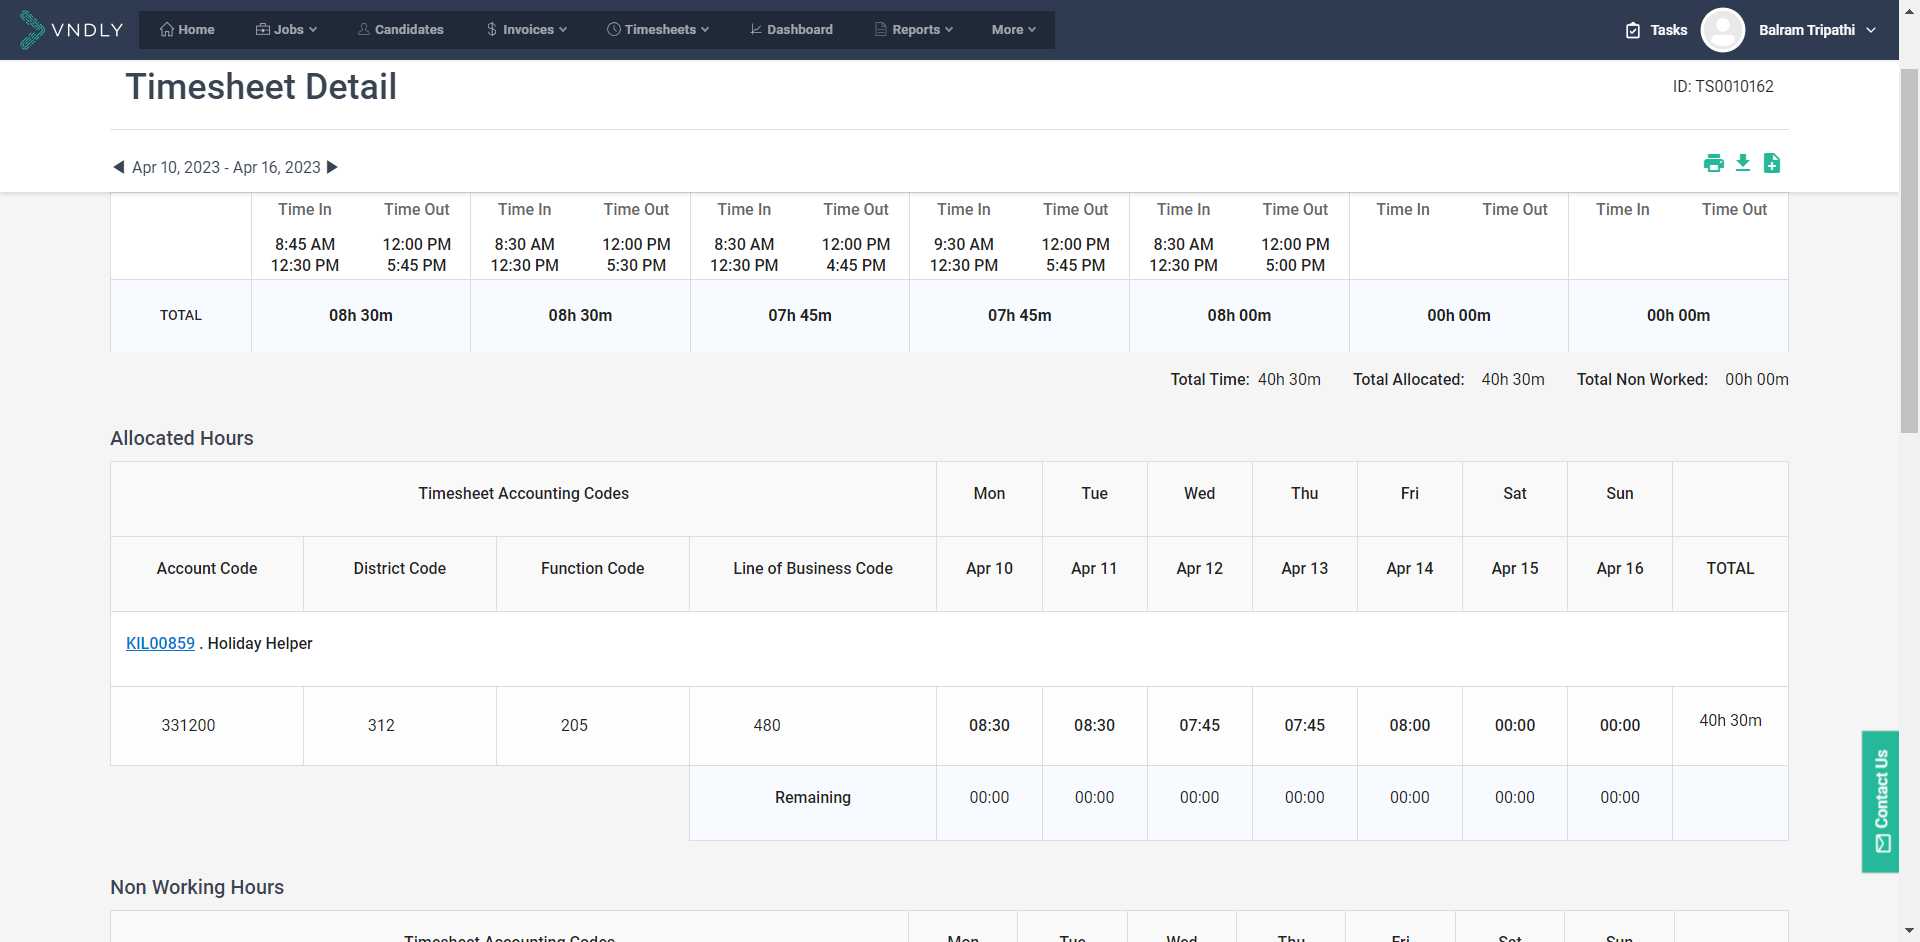 VNDLY Home Jobs Candidates Invoices Timesheets Dashboard Reports More Tasks Balram Tripathi
Timesheet Detail
ID: TS0010162
Apr 10, 2023 - Apr 16, 2023
Time In Time Out Time In Time Out Time In Time Out Time In Time Out Time In Time Out Time In Time Out Time In Time Out
8:45 AM 12:00 PM 8:30 AM 12:00 PM 8:30 AM 12:00 PM 9:30 AM 12:00 PM 8:30 AM 12:00 PM
12:30 PM 5:45 PM 12:30 PM 5:30 PM 12:30 PM 4:45 PM 12:30 PM 5:45 PM 12:30 PM 5:00 PM
TOTAL 08h 30m 08h 30m 07h 45m 07h 45m 08h 00m 00h 00m 00h 00m
Total Time: 40h 30m Total Allocated: 40h 30m Total Non Worked: 00h 00m
Allocated Hours
Timesheet Accounting Codes Mon Tue Wed Thu Fri Sat Sun
Account Code District Code Function Code Line of Business Code Apr 10 Apr 11 Apr 12 Apr 13 Apr 14 Apr 15 Apr 16 TOTAL
KIL00859 . Holiday Helper
331200 312 205 480 08:30 08:30 07:45 07:45 08:00 00:00 00:00 40h 30m
Remaining 00:00 00:00 00:00 00:00 00:00 00:00 00:00
Contact Us
Non Working Hours
Timesheet Accounting Codes Mon Tue Wed Thu Fri Sat Sun